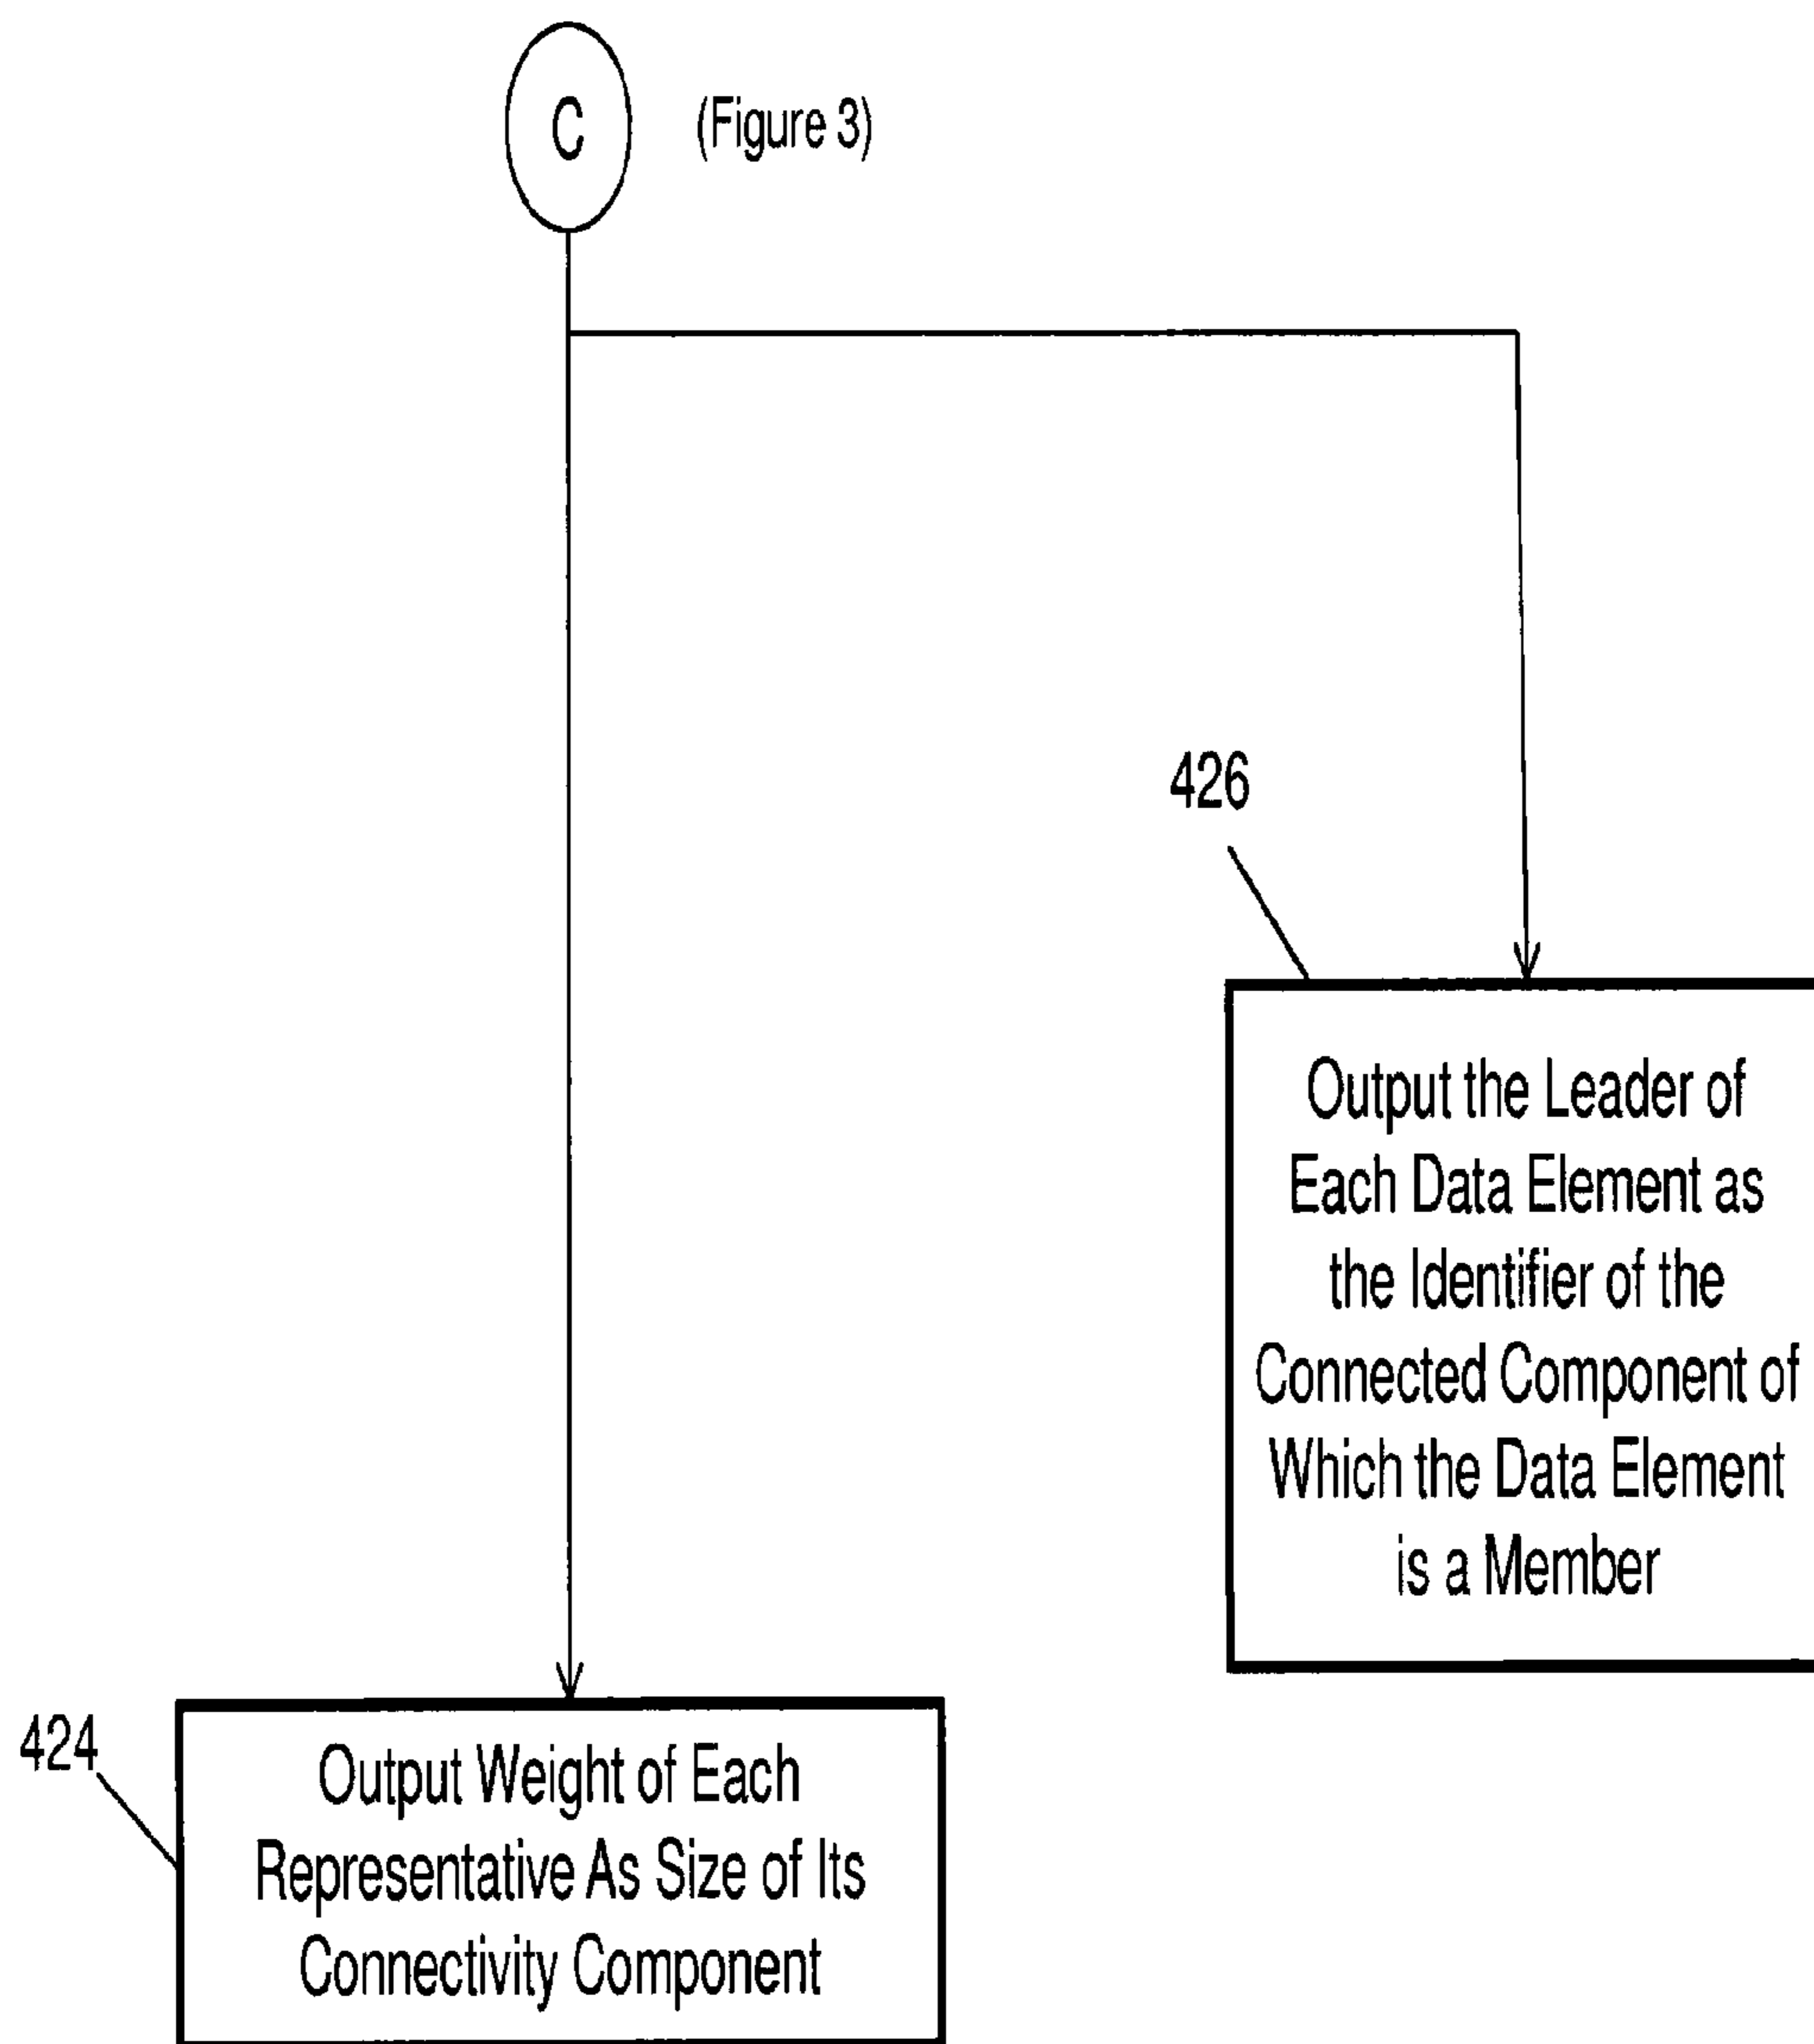 C
(Figure 3)
426
Output the Leader of
Each Data Element as
the Identifier of the
Connected Component of
Which the Data Element
is a Member
424
Output Weight of Each
Representative As Size of Its
Connectivity Component